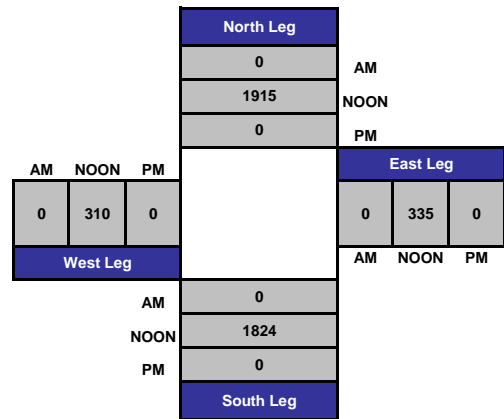 North Leg
0 AM
1915 NOON
0 PM
AM NOON PM East Leg
0 310 0 0 335 0
West Leg AM NOON PM
AM 0
NOON 1824
PM 0
South Leg